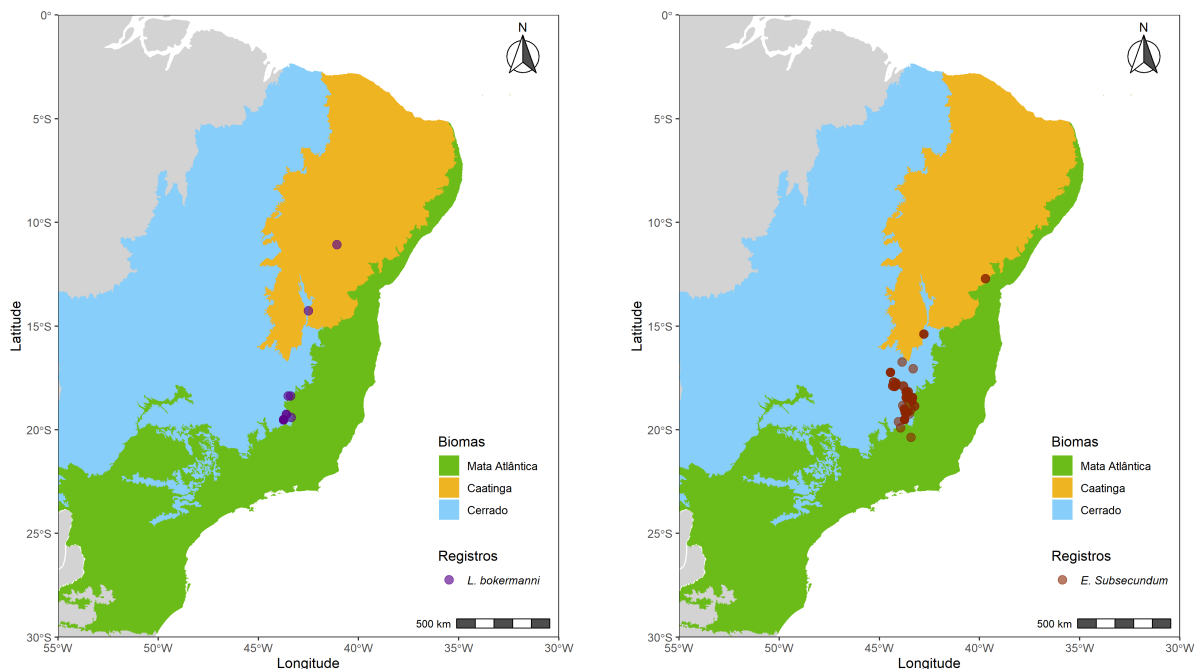 N
0°
5°S
10°S
15°S
20°S
25°S
30°S
Latitude
Biomas
Mata Atlântica
Caatinga
Cerrado
Registros
L. bokermanni
500 km
55°W 50°W 45°W 40°W 35°W 30°W
Longitude
N
0°
5°S
10°S
15°S
20°S
25°S
30°S
Latitude
Biomas
Mata Atlântica
Caatinga
Cerrado
Registros
E. Subsecundum
500 km
55°W 50°W 45°W 40°W 35°W 30°W
Longitude